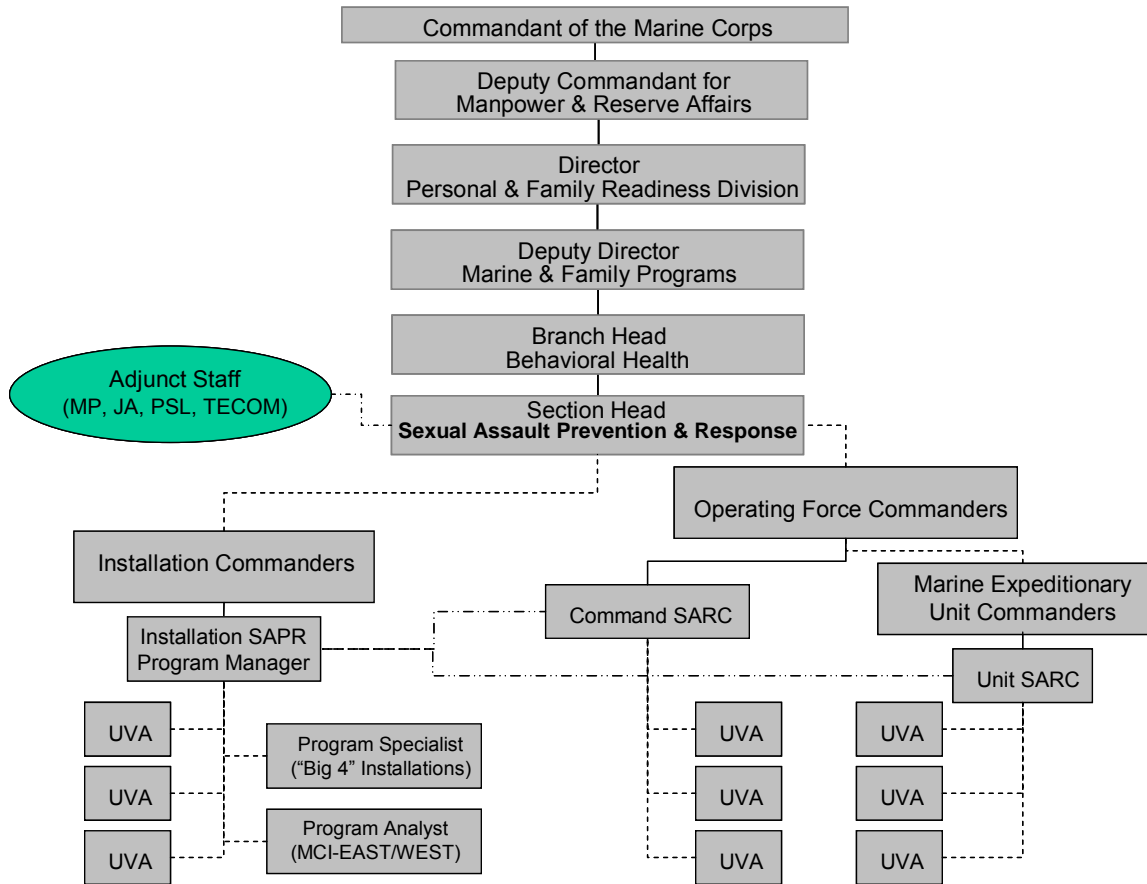 Commandant of the Marine Corps
Deputy Commandant for
Manpower & Reserve Affairs
Director
Personal & Family Readiness Division
Deputy Director
Marine & Family Programs
Branch Head
Behavioral Health
Adjunct Staff
(MP, JA, PSL, TECOM)
Section Head
Sexual Assault Prevention & Response
Operating Force Commanders
Installation Commanders
Marine Expeditionary
Unit Commanders
Command SARC
Installation SAPR
Program Manager
Unit SARC
UVA
Program Specialist
("Big 4" Installations)
UVA
UVA
UVA
UVA
UVA
Program Analyst
(MCI-EAST/WEST)
UVA
UVA
UVA